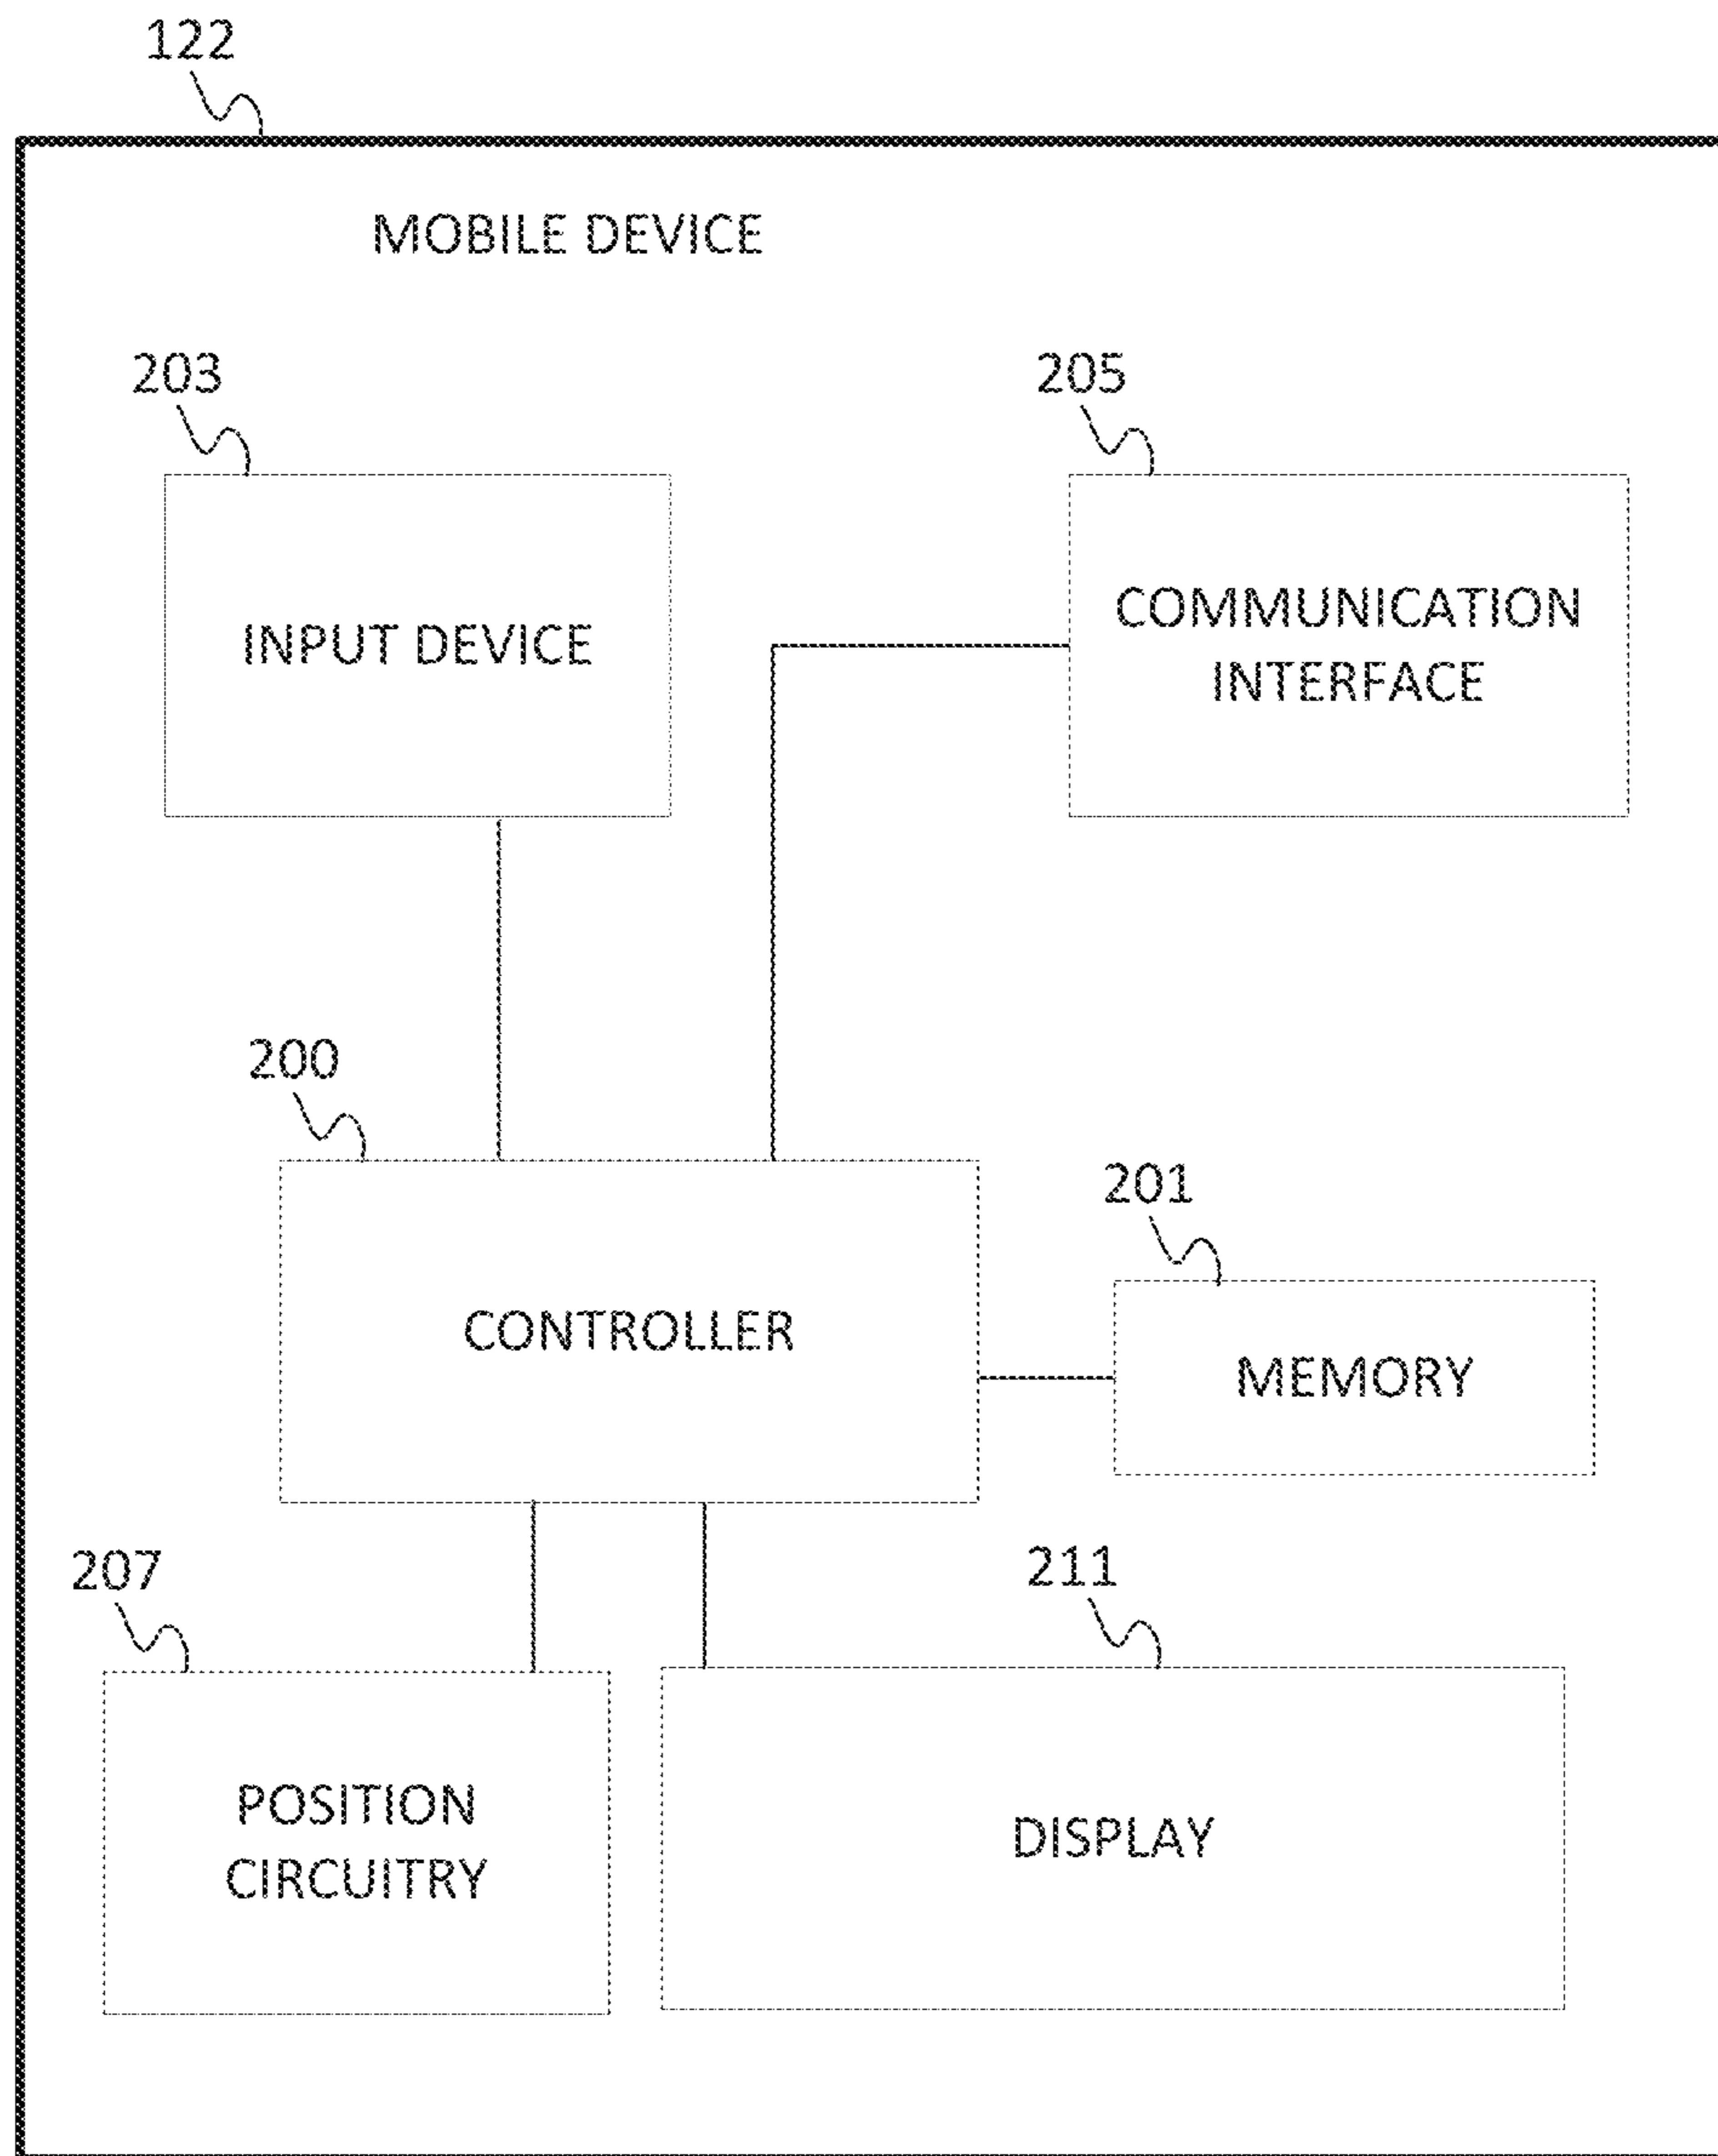 122
MOBILE DEVICE
203
205
INPUT DEVICE
COMMUNICATION
INTERFACE
200
201
CONTROLLER
MEMORY
207
211
POSITION
CIRCUITRY
DISPLAY